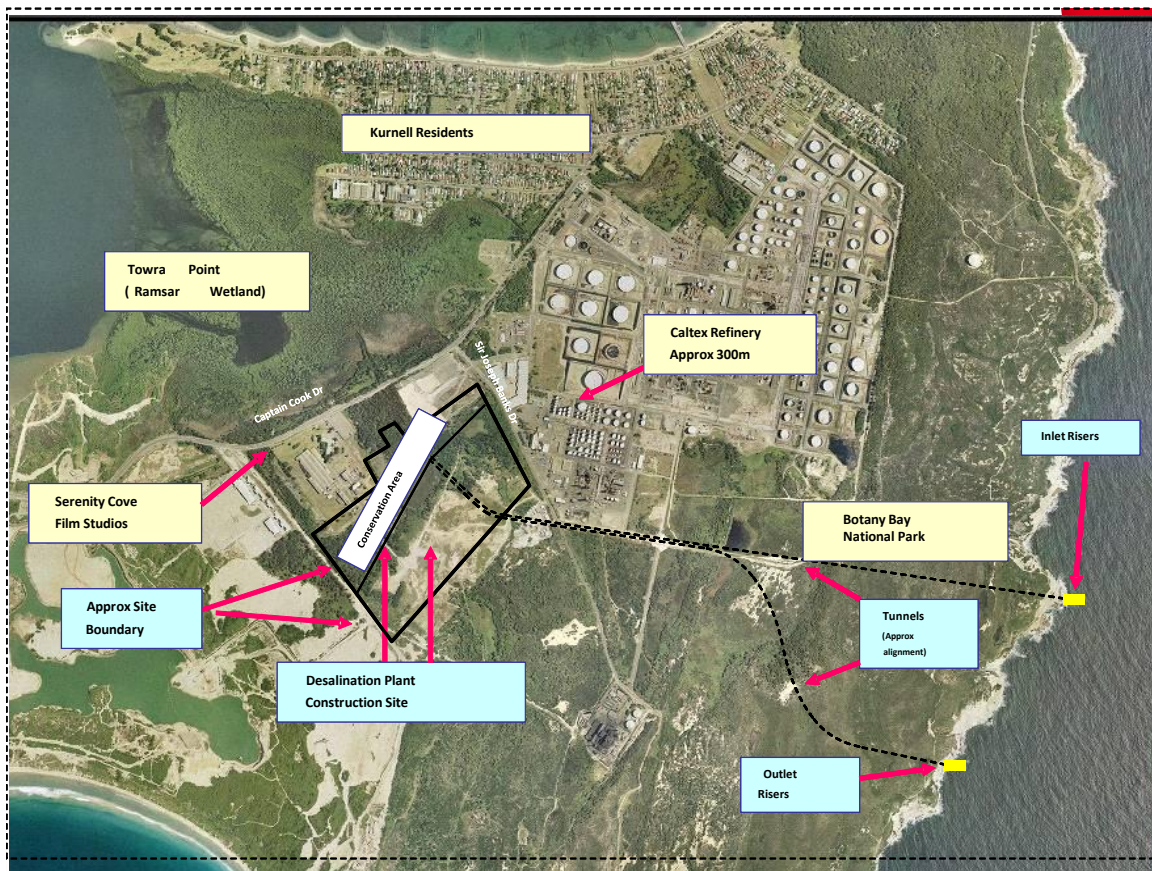 Kurnell Residents
Towra Point
( Ramsar Wetland)
Caltex Refinery
Approx 300m
Sir Joseph Banks Dr
Captain Cook Dr
Inlet Risers
Conservation Area
Serenity Cove
Film Studios
Botany Bay
National Park
Approx Site
Boundary
Tunnels
(Approx
alignment)
Desalination Plant
Construction Site
Outlet
Risers